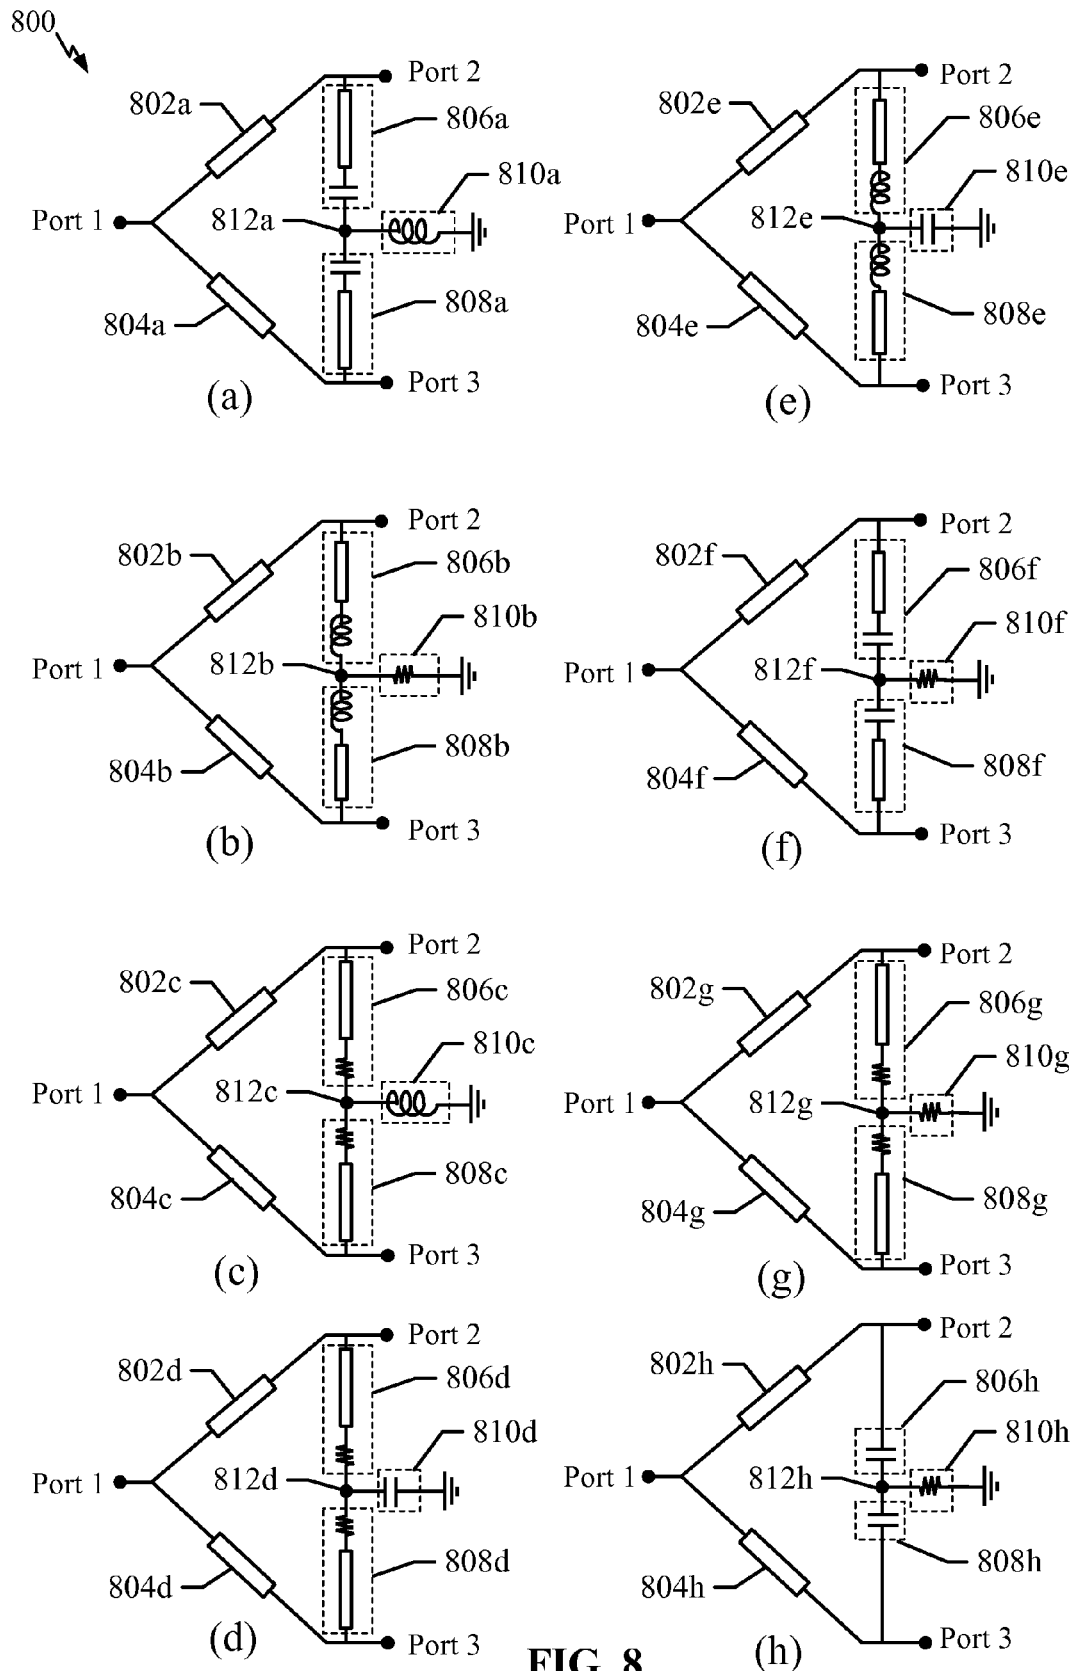 800
Port 2
802a
806a
810a
Port 1
812a
804a
808a
Port 3
(a)
Port 2
802e
806e
810e
Port 1
812e
804e
808e
Port 3
(e)
Port 2
802b
806b
810b
Port 1
812b
804b
808b
Port 3
(b)
Port 2
802f
806f
810f
Port 1
812f
804f
808f
Port 3
(f)
Port 2
802c
806c
810c
Port 1
812c
804c
808c
Port 3
(c)
Port 2
802g
806g
810g
Port 1
812g
804g
808g
Port 3
(g)
Port 2
802d
806d
810d
Port 1
812d
804d
808d
Port 3
(d)
Port 2
802h
806h
810h
Port 1
812h
804h
808h
Port 3
(h)
FIG. 8